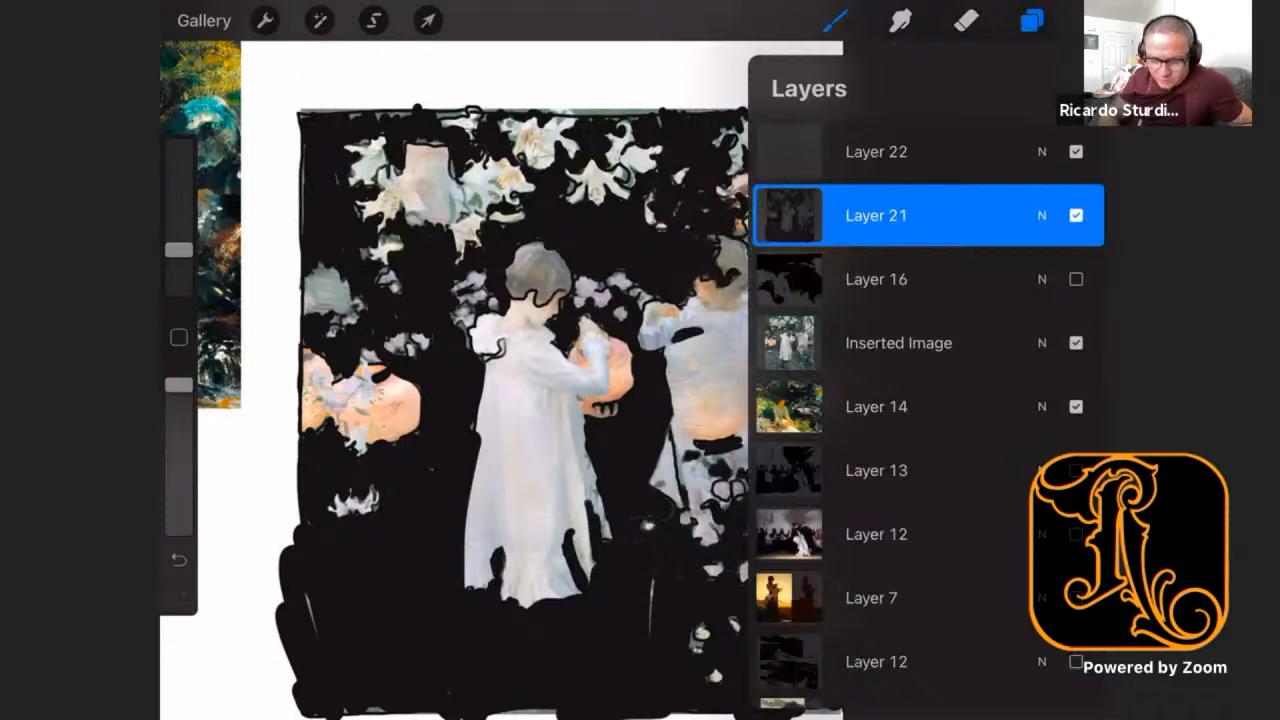 Gallery
Layers
Ricardo Sturdi...
Layer 22 N
Layer 21 N
Layer 16 N
Inserted Image N
Layer 14 N
Layer 13
Layer 12 N
Layer 7 N
Layer 12 N
Powered by Zoom